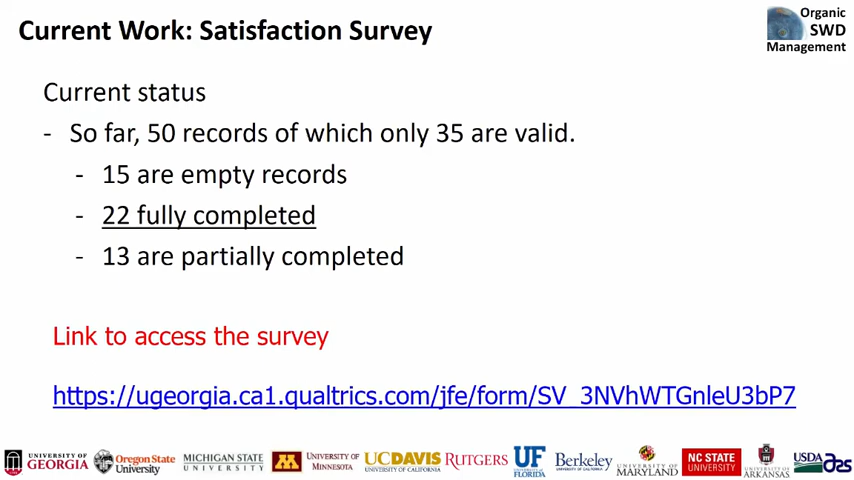 Current Work: Satisfaction Survey
Organic
SWD
Management
Current status
- So far, 50 records of which only 35 are valid.
- 15 are empty records
- 22 fully completed
- 13 are partially completed
Link to access the survey
https://ugeorgia.ca1.qualtrics.com/jfe/form/SV_3NVhWTGnleU3bP7
UNIVERSITY OF GEORGIA
Oregon State University
MICHIGAN STATE UNIVERSITY
UNIVERSITY OF MINNESOTA
UCDAVIS UNIVERSITY OF CALIFORNIA
RUTGERS
UF UNIVERSITY of FLORIDA
Berkeley UNIVERSITY OF CALIFORNIA
UNIVERSITY OF MARYLAND
NC STATE UNIVERSITY
UNIVERSITY OF ARKANSAS
USDA ars